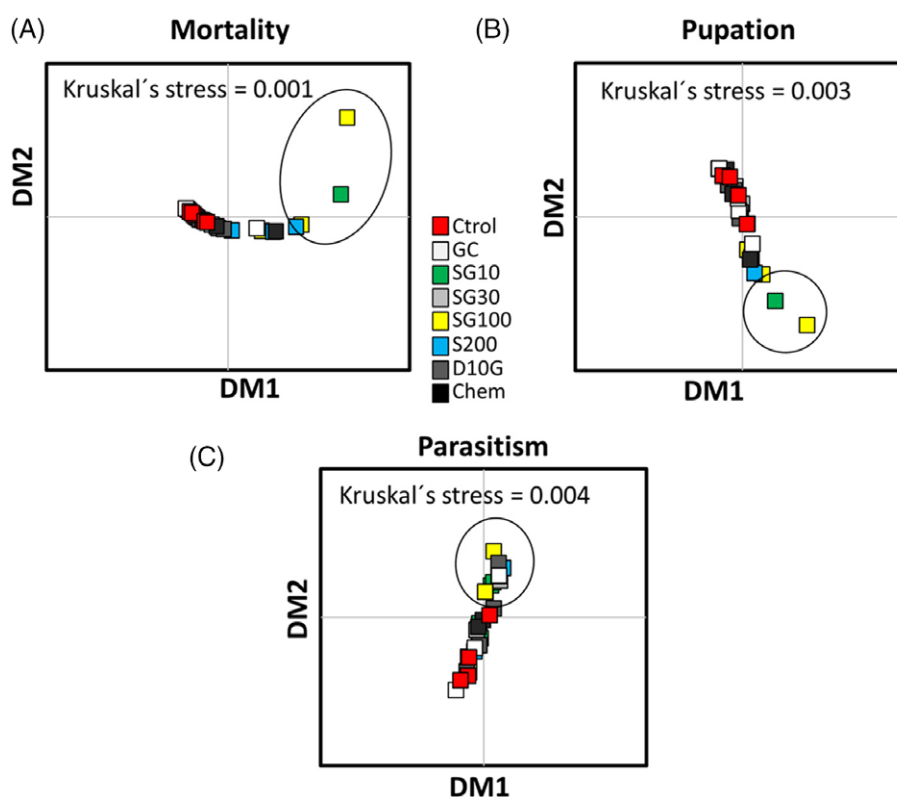 (A)
Mortality
Kruskal´s stress = 0.001
DM2
DM1
(B)
Pupation
Kruskal´s stress = 0.003
DM2
DM1
Ctrol
GC
SG10
SG30
SG100
S200
D10G
Chem
(C)
Parasitism
Kruskal´s stress = 0.004
DM2
DM1